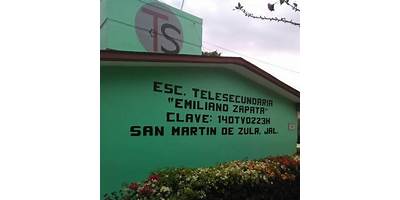 TS
ESC. TELESECUNDARIA
"EMILIANO ZAPATA"
CLAVE: 14DTV0223H
SAN MARTIN DE ZULA, JAL.